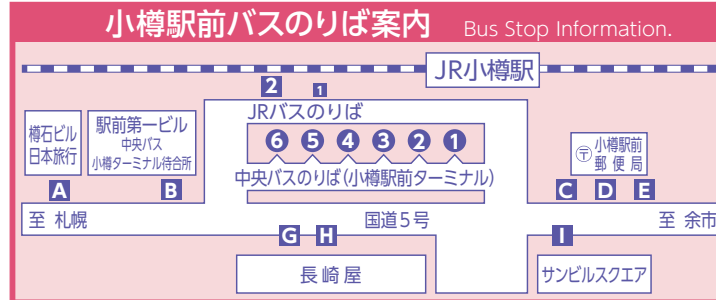 小樽駅前バスのりば案内 Bus Stop Information.
JR小樽駅
2 1
JRバスのりば
樽石ビル
日本旅行
駅前第一ビル
中央バス
小樽ターミナル待合所
6 5 4 3 2 1
中央バスのりば(小樽駅前ターミナル)
〒小樽駅前
郵便局
A B C D E
至 札幌 国道5号 至 余市
G H I
長崎屋
サンビルスクエア